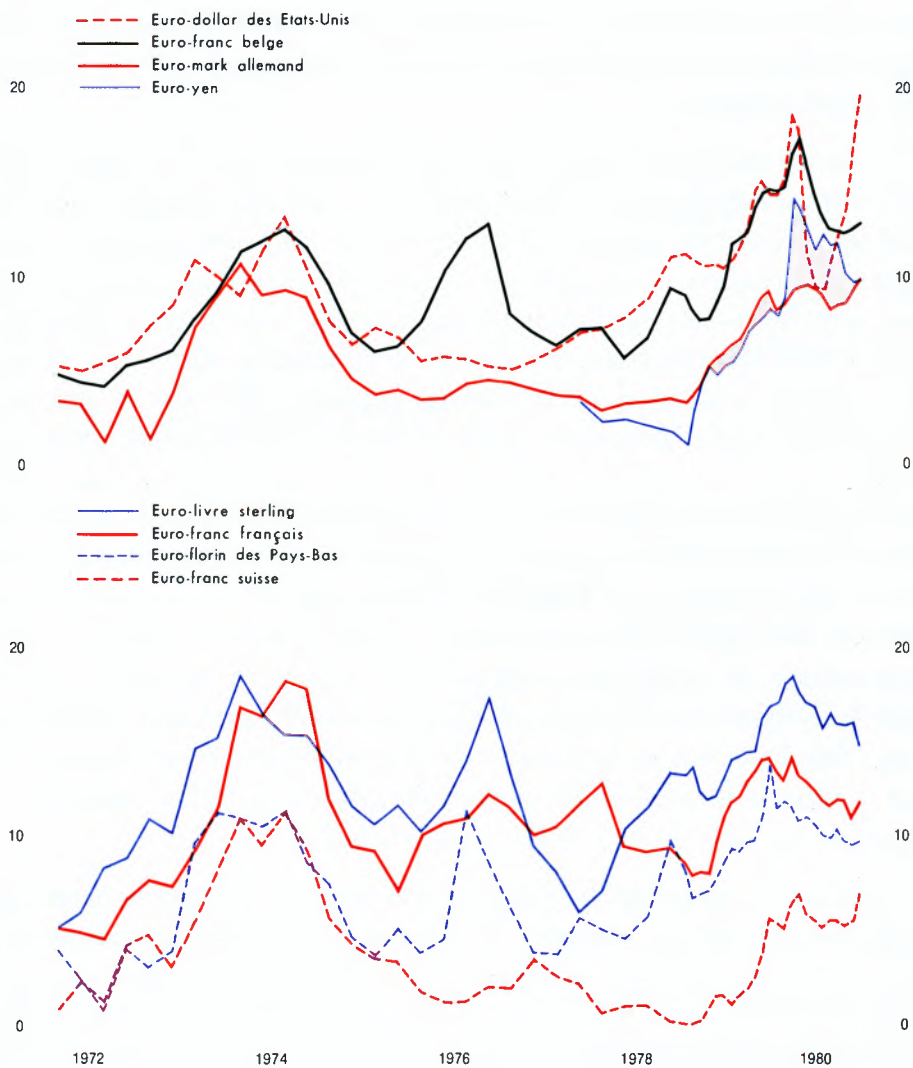 Euro-dollar des Etats-Unis
Euro-franc belge
Euro-mark allemand
Euro-yen
20 20
10 10
0 0
Euro-livre sterling
Euro-franc français
Euro-florin des Pays-Bas
Euro-franc suisse
20 20
10 10
0 0
1972 1974 1976 1978 1980